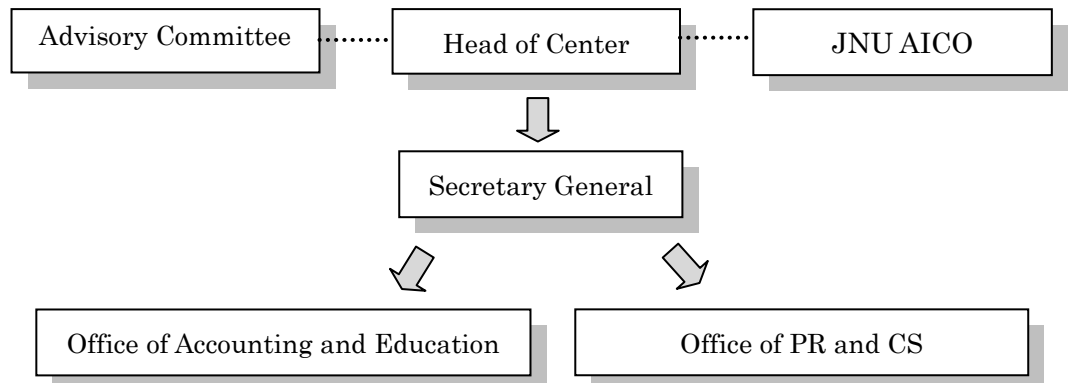 Advisory Committee
Head of Center
JNU AICO
Secretary General
Office of Accounting and Education
Office of PR and CS